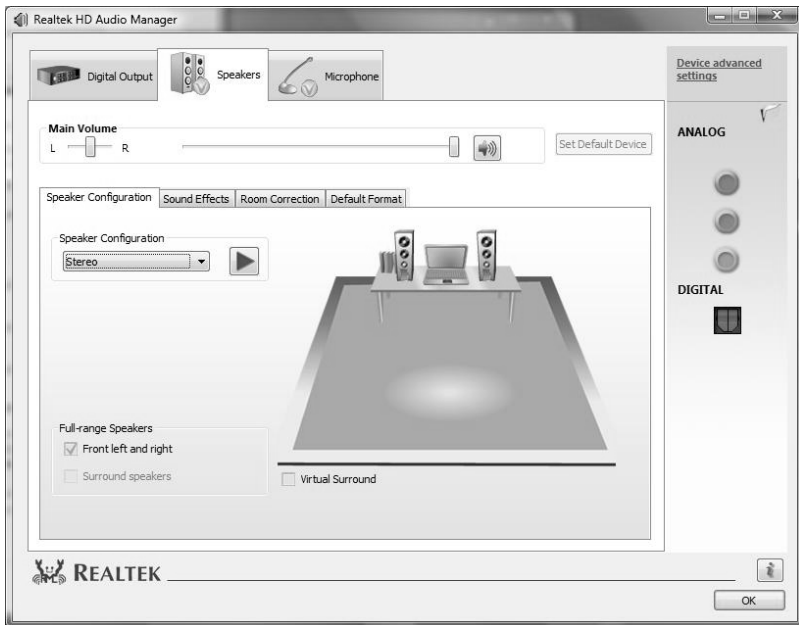 Realtek HD Audio Manager
Digital Output
Speakers
Microphone
Device advanced
settings
Main Volume
L
R
Set Default Device
ANALOG
Speaker Configuration
Sound Effects
Room Correction
Default Format
Speaker Configuration
Stereo
DIGITAL
Full-range Speakers
Front left and right
Surround speakers
Virtual Surround
REALTEK
OK